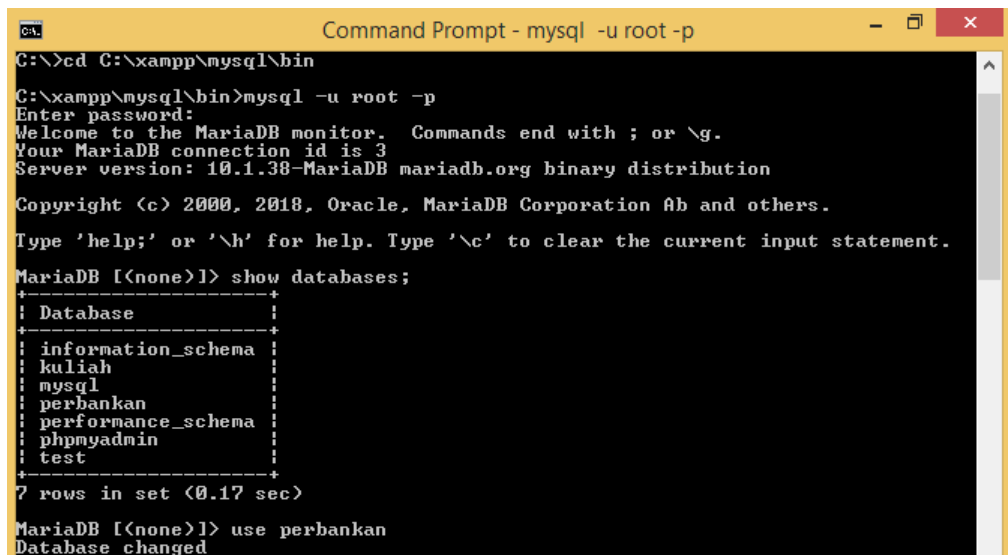 Command Prompt - mysql -u root -p
C:\>cd C:\xampp\mysql\bin
C:\xampp\mysql\bin>mysql -u root -p
Enter password:
Welcome to the MariaDB monitor.  Commands end with ; or \g.
Your MariaDB connection id is 3
Server version: 10.1.38-MariaDB mariadb.org binary distribution
Copyright (c) 2000, 2018, Oracle, MariaDB Corporation Ab and others.
Type 'help;' or '\h' for help. Type '\c' to clear the current input statement.
MariaDB [(none)]> show databases;
+--------------------+
| Database           |
+--------------------+
| information_schema |
| kuliah             |
| mysql              |
| perbankan          |
| performance_schema |
| phpmyadmin         |
| test               |
+--------------------+
7 rows in set (0.17 sec)
MariaDB [(none)]> use perbankan
Database changed